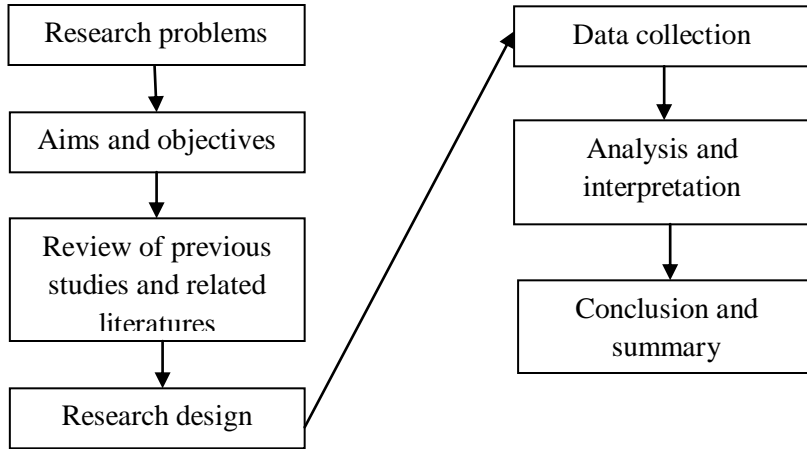 Research problems
Aims and objectives
Review of previous
studies and related
literatures
Research design
Data collection
Analysis and
interpretation
Conclusion and
summary